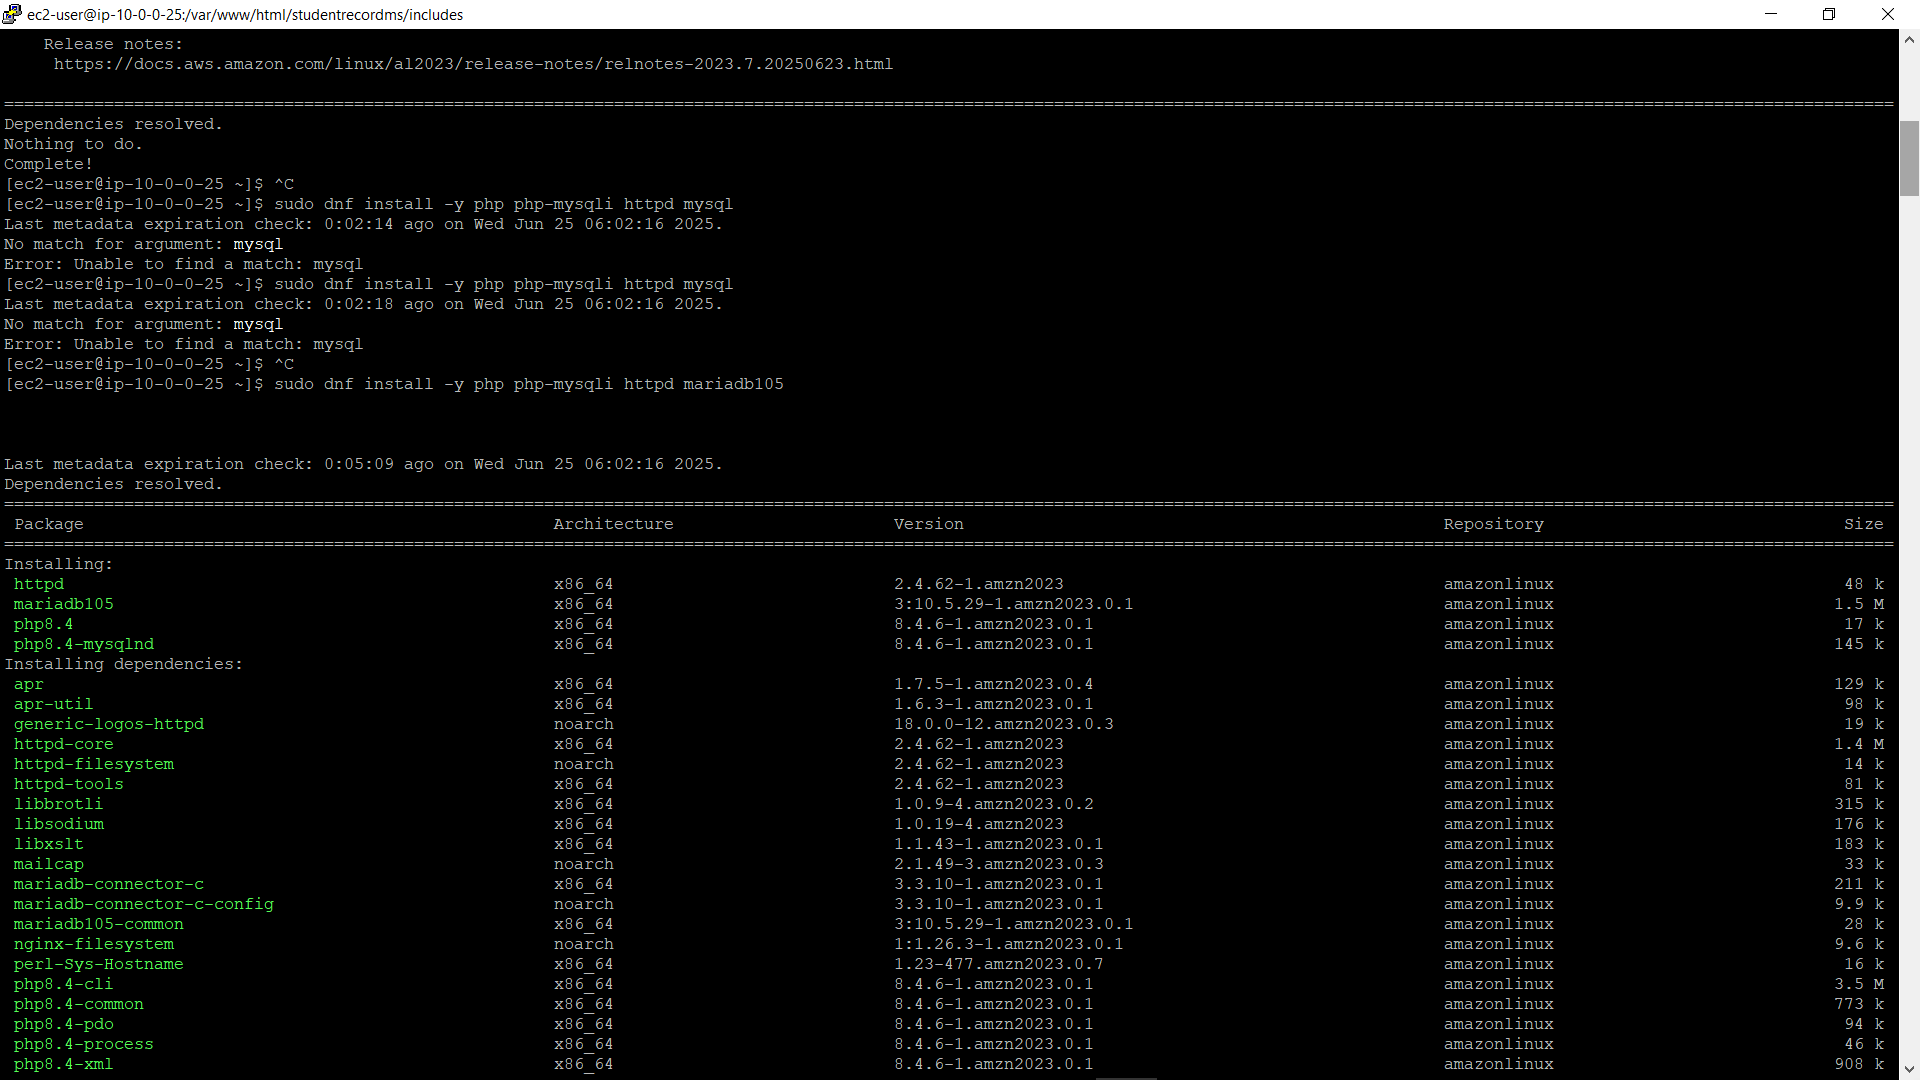 ec2-user@ip-10-0-0-25:/var/www/html/studentrecordms/includes
    Release notes:
     https://docs.aws.amazon.com/linux/al2023/release-notes/relnotes-2023.7.20250623.html
=============================================================================================================================================================================================
Dependencies resolved.
Nothing to do.
Complete!
[ec2-user@ip-10-0-0-25 ~]$ ^C
[ec2-user@ip-10-0-0-25 ~]$ sudo dnf install -y php php-mysqli httpd mysql
Last metadata expiration check: 0:02:14 ago on Wed Jun 25 06:02:16 2025.
No match for argument: mysql
Error: Unable to find a match: mysql
[ec2-user@ip-10-0-0-25 ~]$ sudo dnf install -y php php-mysqli httpd mysql
Last metadata expiration check: 0:02:18 ago on Wed Jun 25 06:02:16 2025.
No match for argument: mysql
Error: Unable to find a match: mysql
[ec2-user@ip-10-0-0-25 ~]$ ^C
[ec2-user@ip-10-0-0-25 ~]$ sudo dnf install -y php php-mysqli httpd mariadb105
Last metadata expiration check: 0:05:09 ago on Wed Jun 25 06:02:16 2025.
Dependencies resolved.
=============================================================================================================================================================================================
 Package Architecture Version Repository Size
=============================================================================================================================================================================================
Installing:
 httpd x86_64 2.4.62-1.amzn2023 amazonlinux 48 k
 mariadb105 x86_64 3:10.5.29-1.amzn2023.0.1 amazonlinux 1.5 M
 php8.4 x86_64 8.4.6-1.amzn2023.0.1 amazonlinux 17 k
 php8.4-mysqlnd x86_64 8.4.6-1.amzn2023.0.1 amazonlinux 145 k
Installing dependencies:
 apr x86_64 1.7.5-1.amzn2023.0.4 amazonlinux 129 k
 apr-util x86_64 1.6.3-1.amzn2023.0.1 amazonlinux 98 k
 generic-logos-httpd noarch 18.0.0-12.amzn2023.0.3 amazonlinux 19 k
 httpd-core x86_64 2.4.62-1.amzn2023 amazonlinux 1.4 M
 httpd-filesystem noarch 2.4.62-1.amzn2023 amazonlinux 14 k
 httpd-tools x86_64 2.4.62-1.amzn2023 amazonlinux 81 k
 libbrotli x86_64 1.0.9-4.amzn2023.0.2 amazonlinux 315 k
 libsodium x86_64 1.0.19-4.amzn2023 amazonlinux 176 k
 libxslt x86_64 1.1.43-1.amzn2023.0.1 amazonlinux 183 k
 mailcap noarch 2.1.49-3.amzn2023.0.3 amazonlinux 33 k
 mariadb-connector-c x86_64 3.3.10-1.amzn2023.0.1 amazonlinux 211 k
 mariadb-connector-c-config noarch 3.3.10-1.amzn2023.0.1 amazonlinux 9.9 k
 mariadb105-common x86_64 3:10.5.29-1.amzn2023.0.1 amazonlinux 28 k
 nginx-filesystem noarch 1:1.26.3-1.amzn2023.0.1 amazonlinux 9.6 k
 perl-Sys-Hostname x86_64 1.23-477.amzn2023.0.7 amazonlinux 16 k
 php8.4-cli x86_64 8.4.6-1.amzn2023.0.1 amazonlinux 3.5 M
 php8.4-common x86_64 8.4.6-1.amzn2023.0.1 amazonlinux 773 k
 php8.4-pdo x86_64 8.4.6-1.amzn2023.0.1 amazonlinux 94 k
 php8.4-process x86_64 8.4.6-1.amzn2023.0.1 amazonlinux 46 k
 php8.4-xml x86_64 8.4.6-1.amzn2023.0.1 amazonlinux 908 k